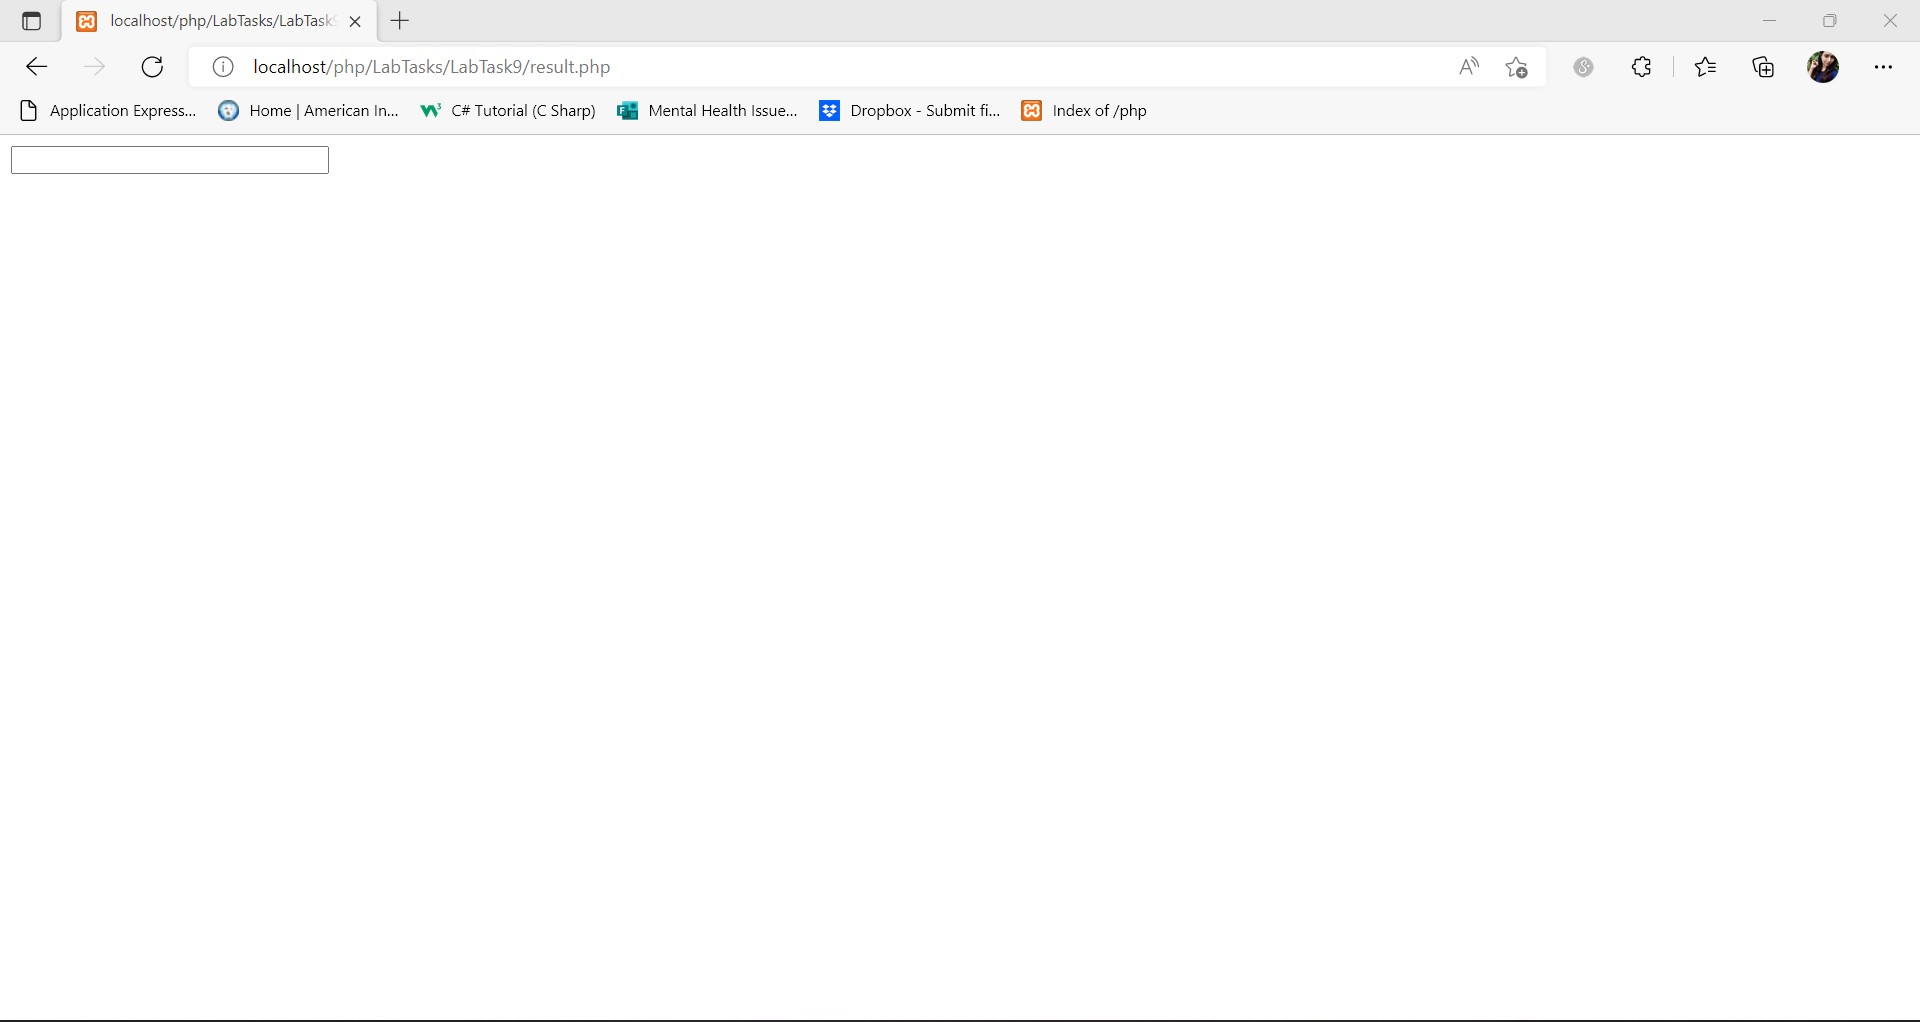 localhost/php/LabTasks/LabTask9
localhost/php/LabTasks/LabTask9/result.php
Application Express... Home | American In... C# Tutorial (C Sharp) Mental Health Issue... Dropbox - Submit fi... Index of /php